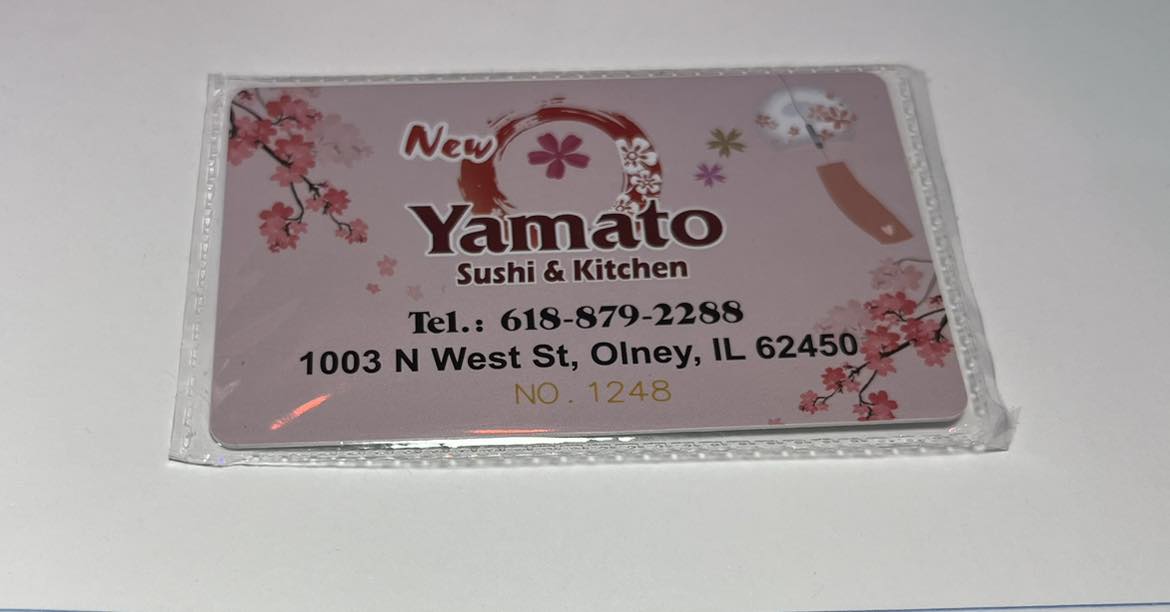 New
Yamato
Sushi & Kitchen
Tel.: 618-879-2288
1003 N West St, Olney, IL 62450
NO. 1248